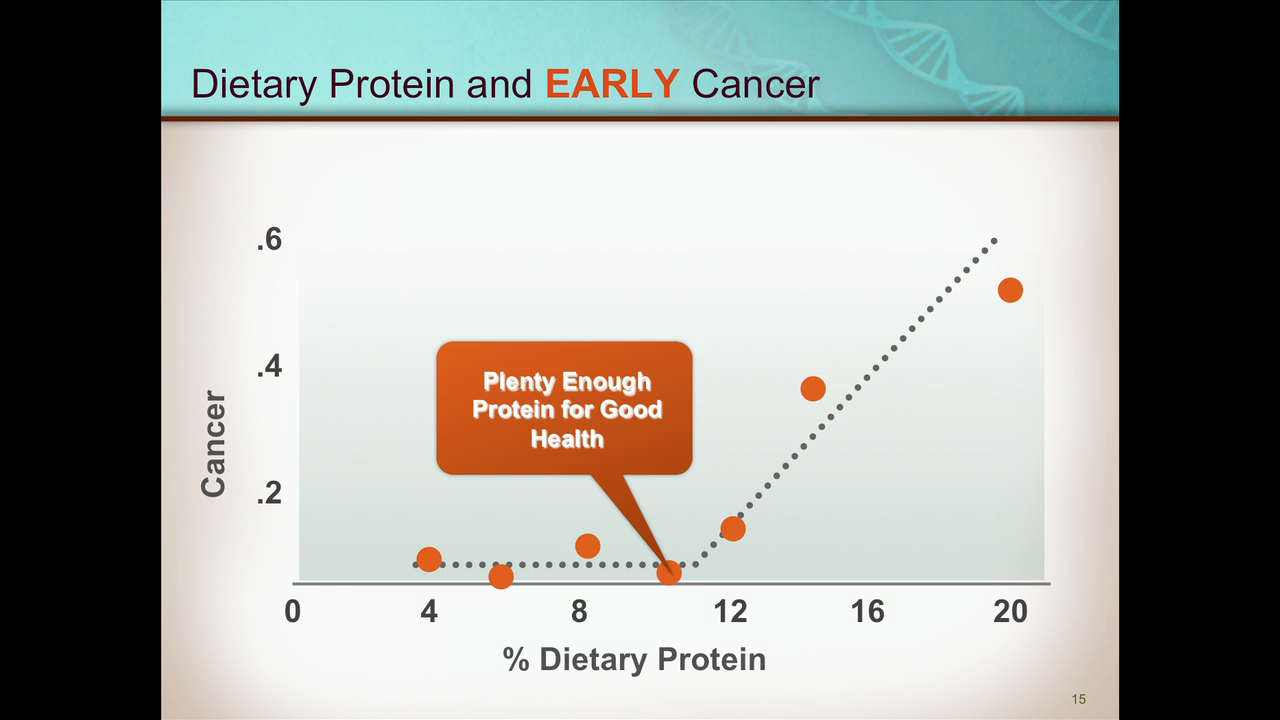 Dietary Protein and EARLY Cancer
.6
.4
.2
Cancer
Plenty Enough
Protein for Good
Health
0 4 8 12 16 20
% Dietary Protein
15